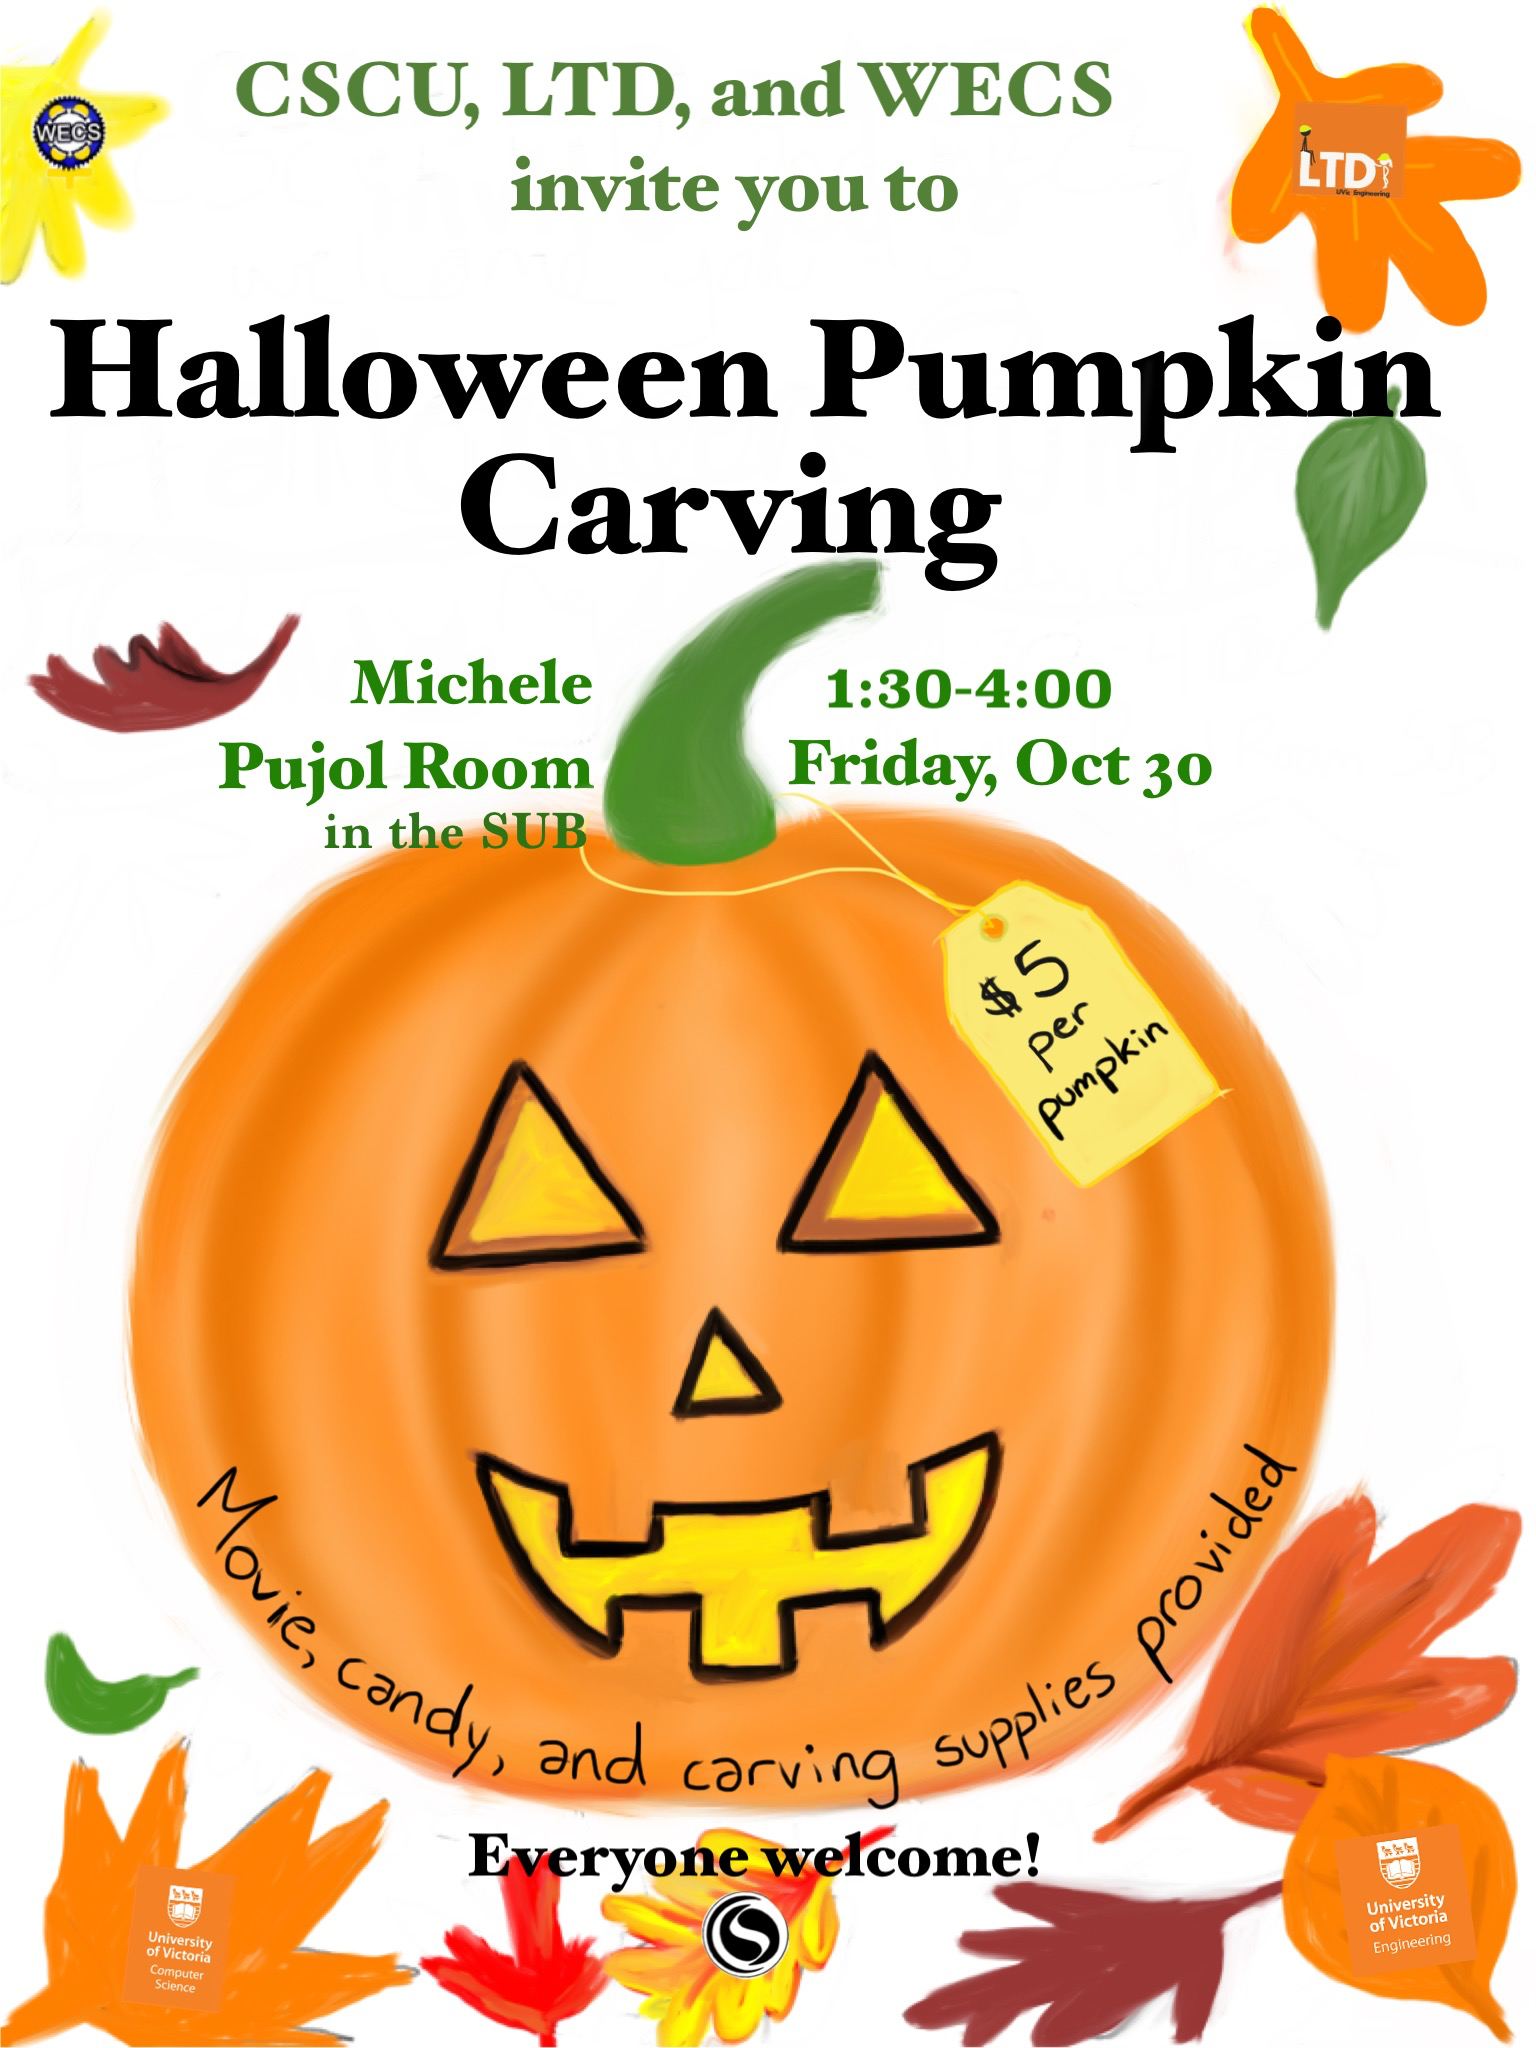 CSCU, LTD, and WECS
invite you to
WECS
LTD
UVic Engineering
Halloween Pumpkin
Carving
Michele
Pujol Room
in the SUB
1:30-4:00
Friday, Oct 30
$5
per
pumpkin
Movie, candy, and carving supplies provided
Everyone welcome!
University
of Victoria
Computer
Science
University
of Victoria
Engineering